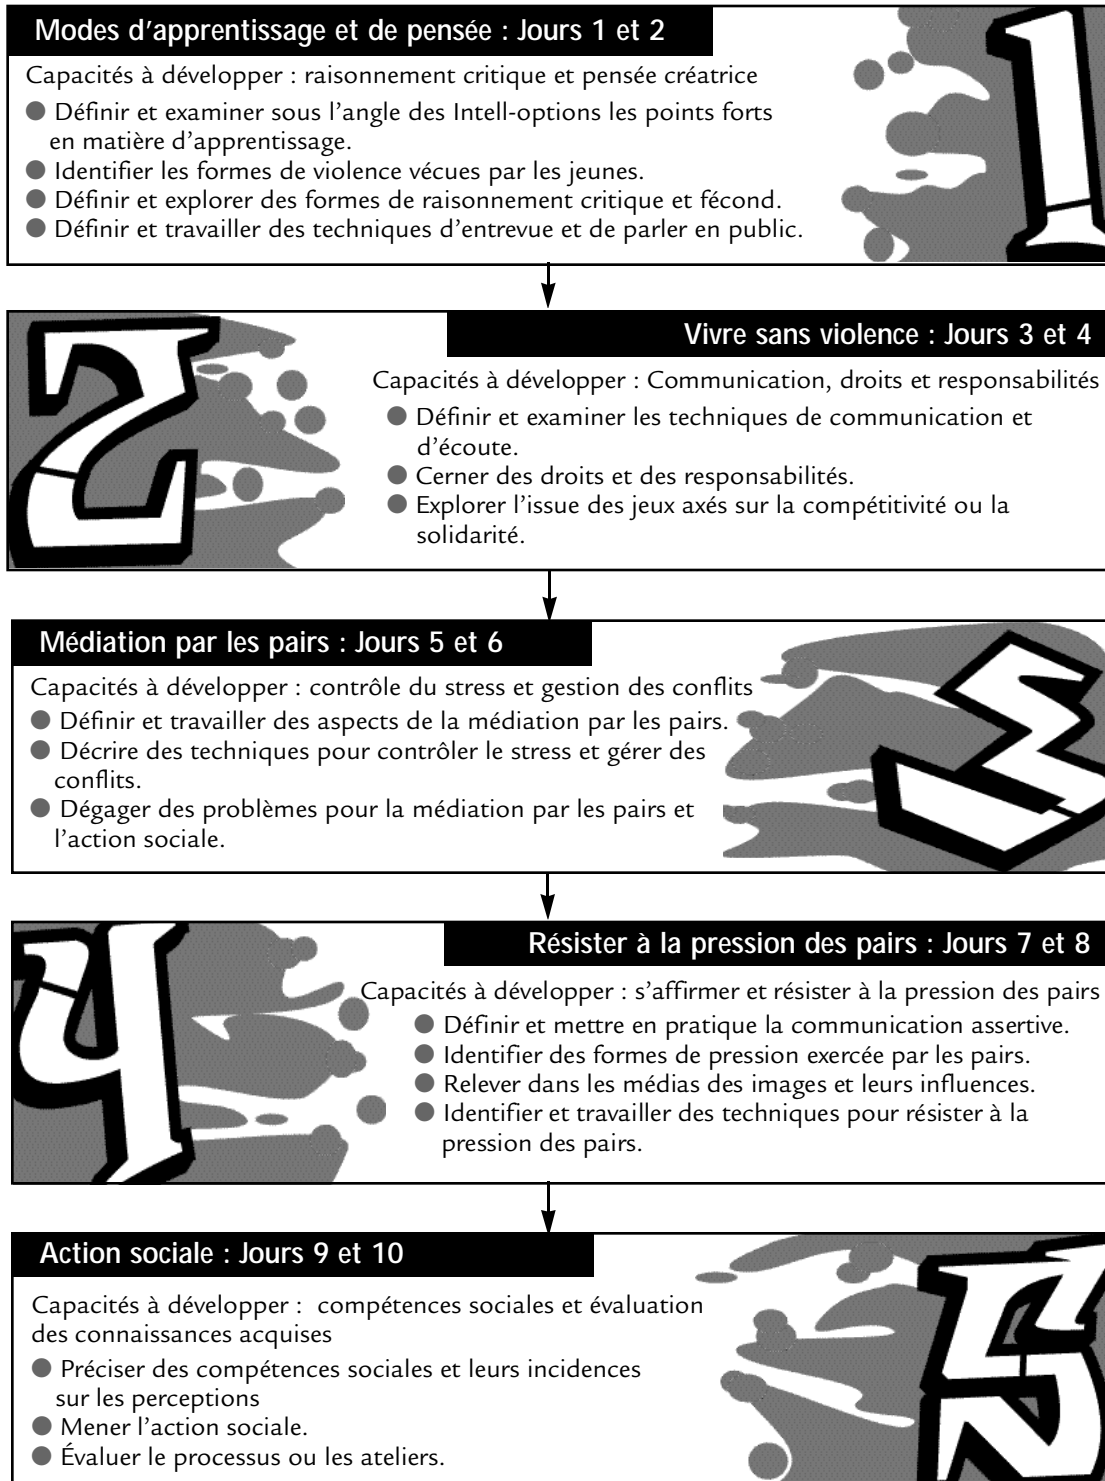 Modes d'apprentissage et de pensée : Jours 1 et 2
Capacités à développer : raisonnement critique et pensée créatrice
● Définir et examiner sous l'angle des Intell-options les points forts
en matière d'apprentissage.
● Identifier les formes de violence vécues par les jeunes.
● Définir et explorer des formes de raisonnement critique et fécond.
● Définir et travailler des techniques d'entrevue et de parler en public.
1
2
Vivre sans violence : Jours 3 et 4
Capacités à développer : Communication, droits et responsabilités
● Définir et examiner les techniques de communication et
d'écoute.
● Cerner des droits et des responsabilités.
● Explorer l'issue des jeux axés sur la compétitivité ou la
solidarité.
Médiation par les pairs : Jours 5 et 6
Capacités à développer : contrôle du stress et gestion des conflits
● Définir et travailler des aspects de la médiation par les pairs.
● Décrire des techniques pour contrôler le stress et gérer des
conflits.
● Dégager des problèmes pour la médiation par les pairs et
l'action sociale.
3
4
Résister à la pression des pairs : Jours 7 et 8
Capacités à développer : s'affirmer et résister à la pression des pairs
● Définir et mettre en pratique la communication assertive.
● Identifier des formes de pression exercée par les pairs.
● Relever dans les médias des images et leurs influences.
● Identifier et travailler des techniques pour résister à la
pression des pairs.
Action sociale : Jours 9 et 10
Capacités à développer :  compétences sociales et évaluation
des connaissances acquises
● Préciser des compétences sociales et leurs incidences
sur les perceptions
● Mener l'action sociale.
● Évaluer le processus ou les ateliers.
5